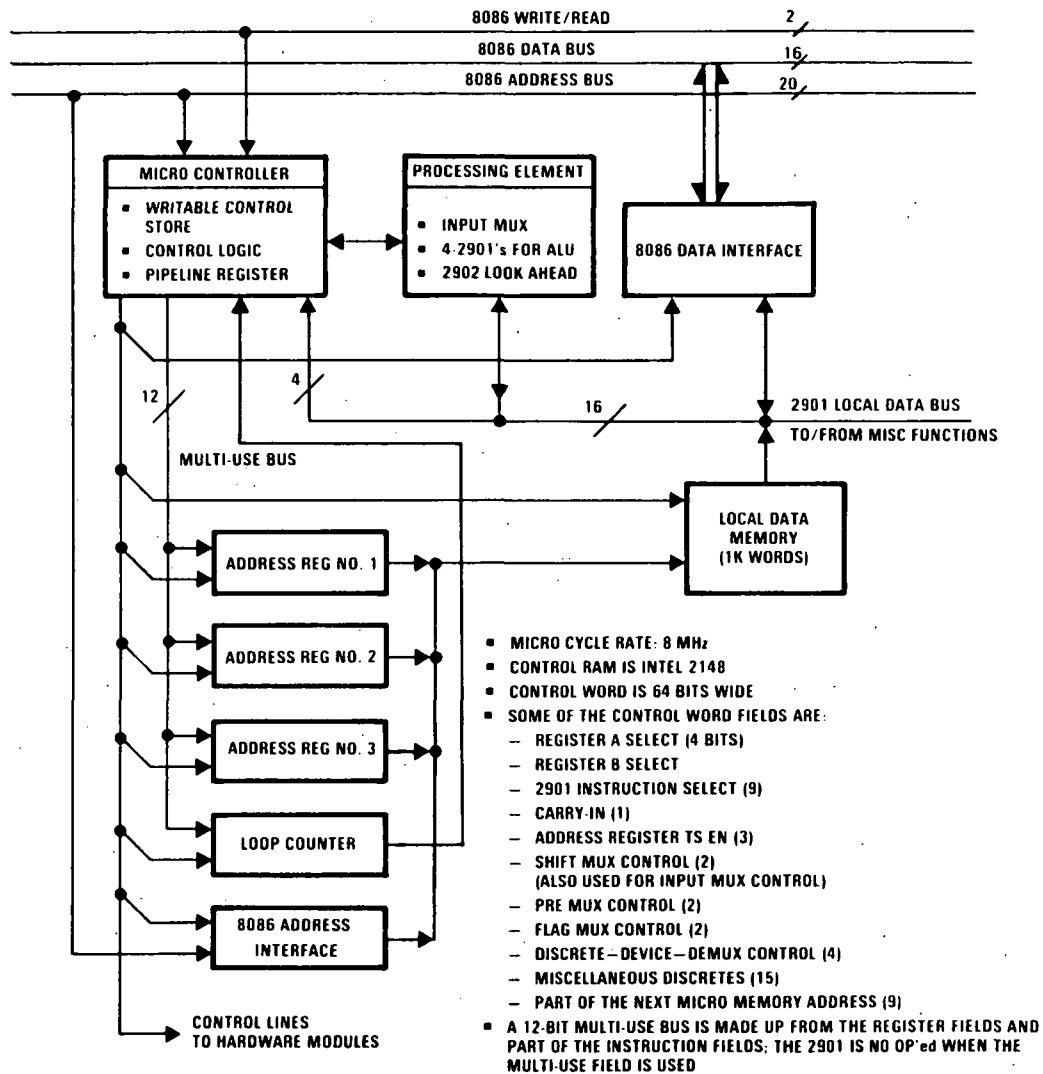 8086 WRITE/READ
2
8086 DATA BUS
16
8086 ADDRESS BUS
20
MICRO CONTROLLER
▪ WRITABLE CONTROL
STORE
▪ CONTROL LOGIC
▪ PIPELINE REGISTER
PROCESSING ELEMENT
▪ INPUT MUX
▪ 4-2901's FOR ALU
▪ 2902 LOOK AHEAD
8086 DATA INTERFACE
12
4
16
2901 LOCAL DATA BUS
TO/FROM MISC FUNCTIONS
MULTI-USE BUS
LOCAL DATA
MEMORY
(1K WORDS)
ADDRESS REG NO. 1
ADDRESS REG NO. 2
ADDRESS REG NO. 3
LOOP COUNTER
8086 ADDRESS
INTERFACE
CONTROL LINES
TO HARDWARE MODULES
▪ MICRO CYCLE RATE: 8 MHz
▪ CONTROL RAM IS INTEL 2148
▪ CONTROL WORD IS 64 BITS WIDE
▪ SOME OF THE CONTROL WORD FIELDS ARE:
– REGISTER A SELECT (4 BITS)
– REGISTER B SELECT
– 2901 INSTRUCTION SELECT (9)
– CARRY-IN (1)
– ADDRESS REGISTER TS EN (3)
– SHIFT MUX CONTROL (2)
(ALSO USED FOR INPUT MUX CONTROL)
– PRE MUX CONTROL (2)
– FLAG MUX CONTROL (2)
– DISCRETE–DEVICE–DEMUX CONTROL (4)
– MISCELLANEOUS DISCRETES (15)
– PART OF THE NEXT MICRO MEMORY ADDRESS (9)
▪ A 12-BIT MULTI-USE BUS IS MADE UP FROM THE REGISTER FIELDS AND
PART OF THE INSTRUCTION FIELDS; THE 2901 IS NO OP'ed WHEN THE
MULTI-USE FIELD IS USED